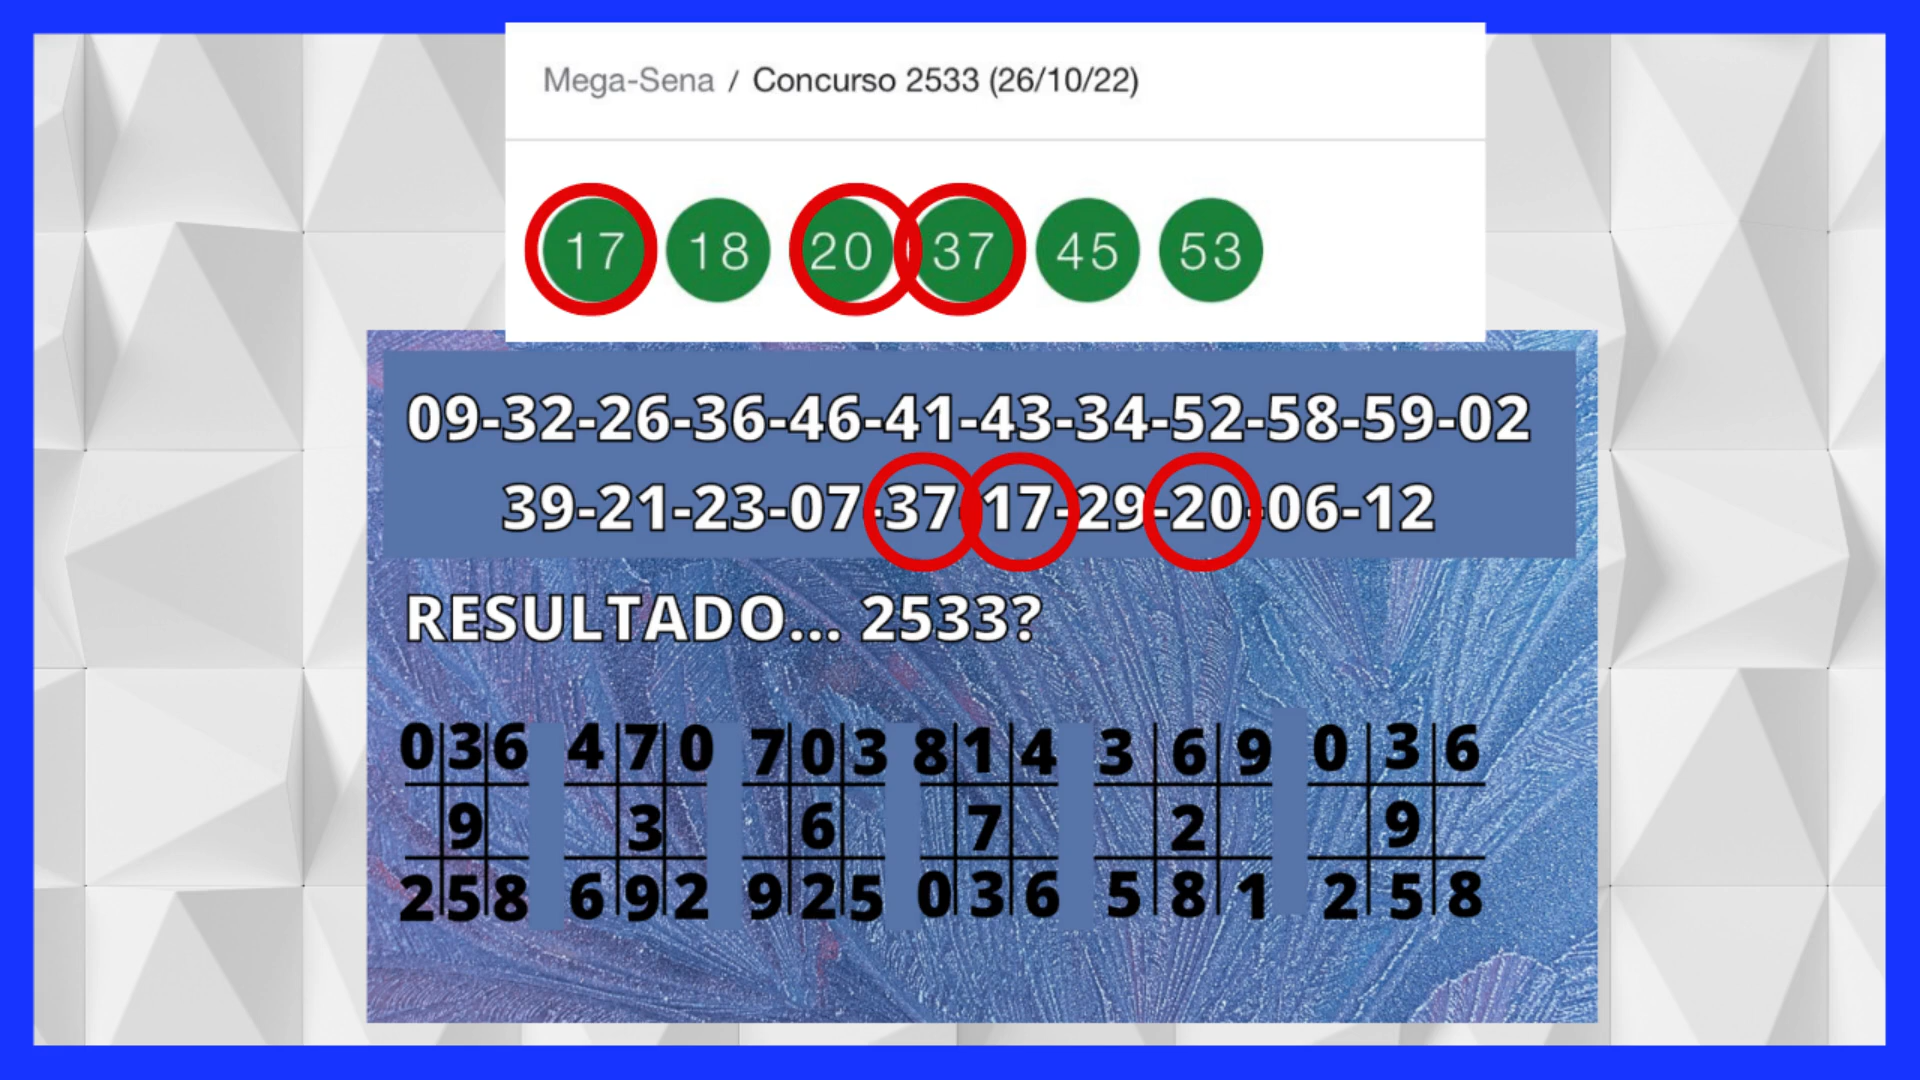 Mega-Sena / Concurso 2533 (26/10/22)
17 18 20 37 45 53
09-32-26-36-46-41-43-34-52-58-59-02
39-21-23-07-37-17-29-20-06-12
RESULTADO... 2533?
036 470 703 814 369 036
9 3 6 7 2 9
258 692 925 036 581 258